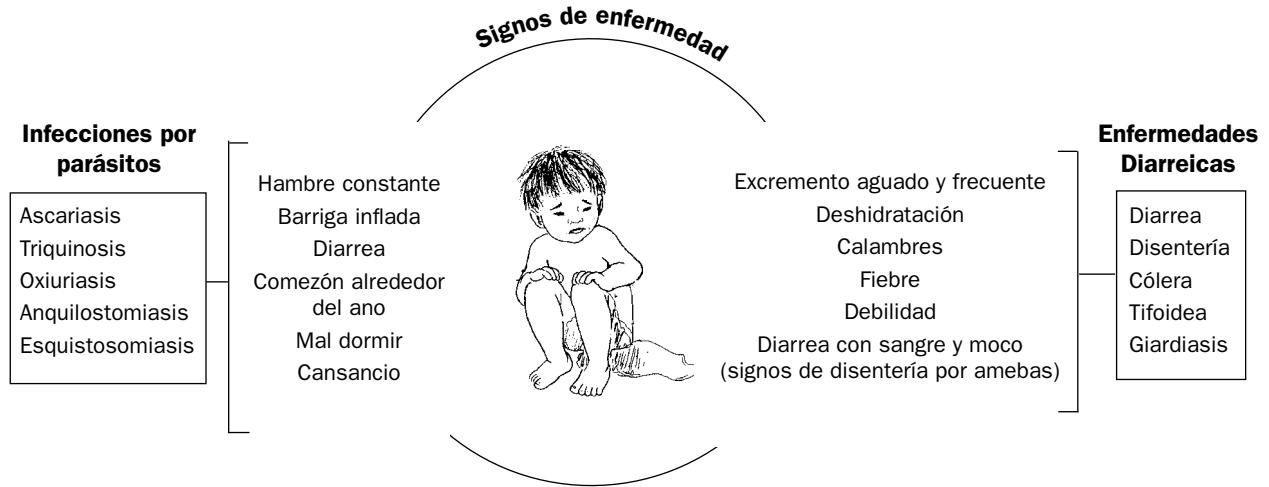 Signos de enfermedad
Infecciones por
parásitos
Ascariasis
Triquinosis
Oxiuriasis
Anquilostomiasis
Esquistosomiasis
Hambre constante
Barriga inflada
Diarrea
Comezón alrededor
del ano
Mal dormir
Cansancio
Excremento aguado y frecuente
Deshidratación
Calambres
Fiebre
Debilidad
Diarrea con sangre y moco
(signos de disentería por amebas)
Enfermedades
Diarreicas
Diarrea
Disentería
Cólera
Tifoidea
Giardiasis